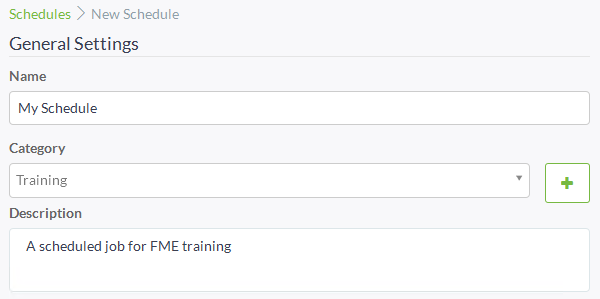 Schedules > New Schedule
General Settings
Name
My Schedule
Category
Training
Description
A scheduled job for FME training